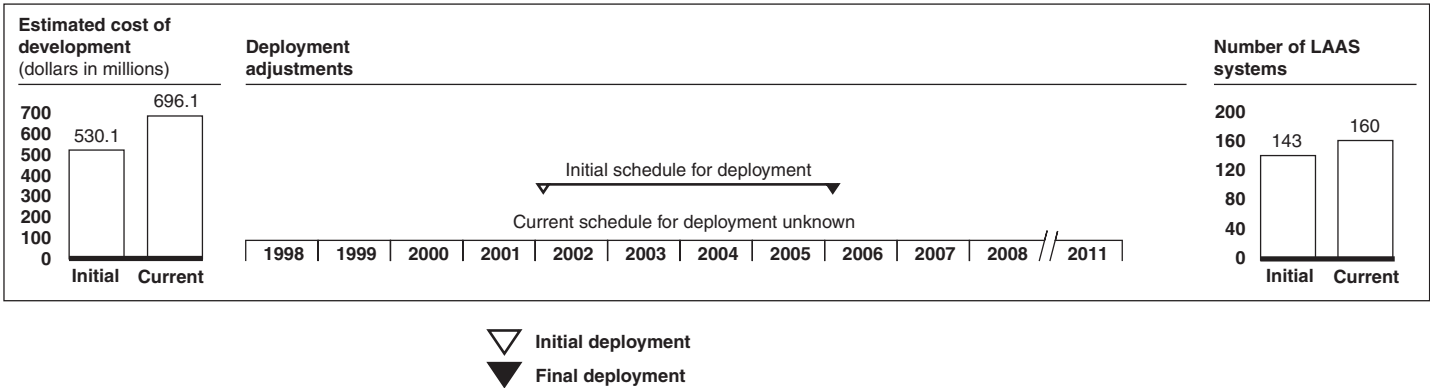 Estimated cost of
development
(dollars in millions)
700
600
500
400
300
200
100
0
530.1
696.1
Initial Current
Deployment
adjustments
Initial schedule for deployment
Current schedule for deployment unknown
1998 1999 2000 2001 2002 2003 2004 2005 2006 2007 2008 2011
Number of LAAS
systems
200
160
120
80
40
0
143
160
Initial Current
Initial deployment
Final deployment